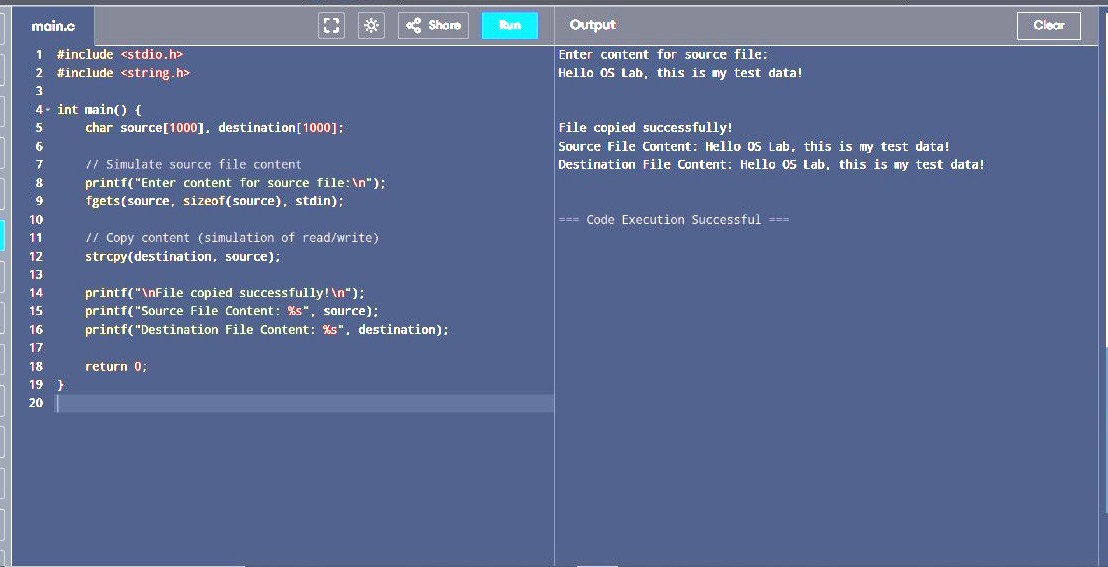 main.c
Share
Run
Output
Clear
1 #include <stdio.h>
2 #include <string.h>
3
4 int main() {
5 char source[1000], destination[1000];
6
7 // Simulate source file content
8 printf("Enter content for source file:\n");
9 fgets(source, sizeof(source), stdin);
10
11 // Copy content (simulation of read/write)
12 strcpy(destination, source);
13
14 printf("\nFile copied successfully!\n");
15 printf("Source File Content: %s", source);
16 printf("Destination File Content: %s", destination);
17
18 return 0;
19 }
20
Enter content for source file:
Hello OS Lab, this is my test data!
File copied successfully!
Source File Content: Hello OS Lab, this is my test data!
Destination File Content: Hello OS Lab, this is my test data!
=== Code Execution Successful ===